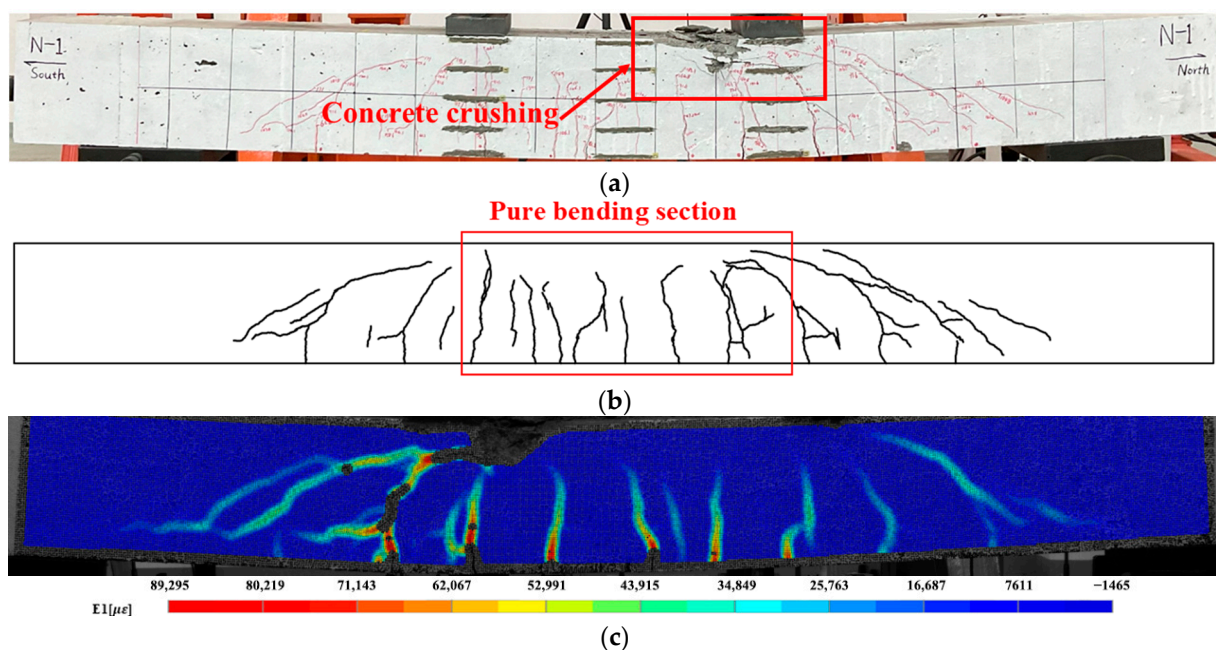 N-1
South
N-1
North
Concrete crushing
(a)
Pure bending section
(b)
89,295 80,219 71,143 62,067 52,991 43,915 34,849 25,763 16,687 7611 −1465
E1[με]
(c)